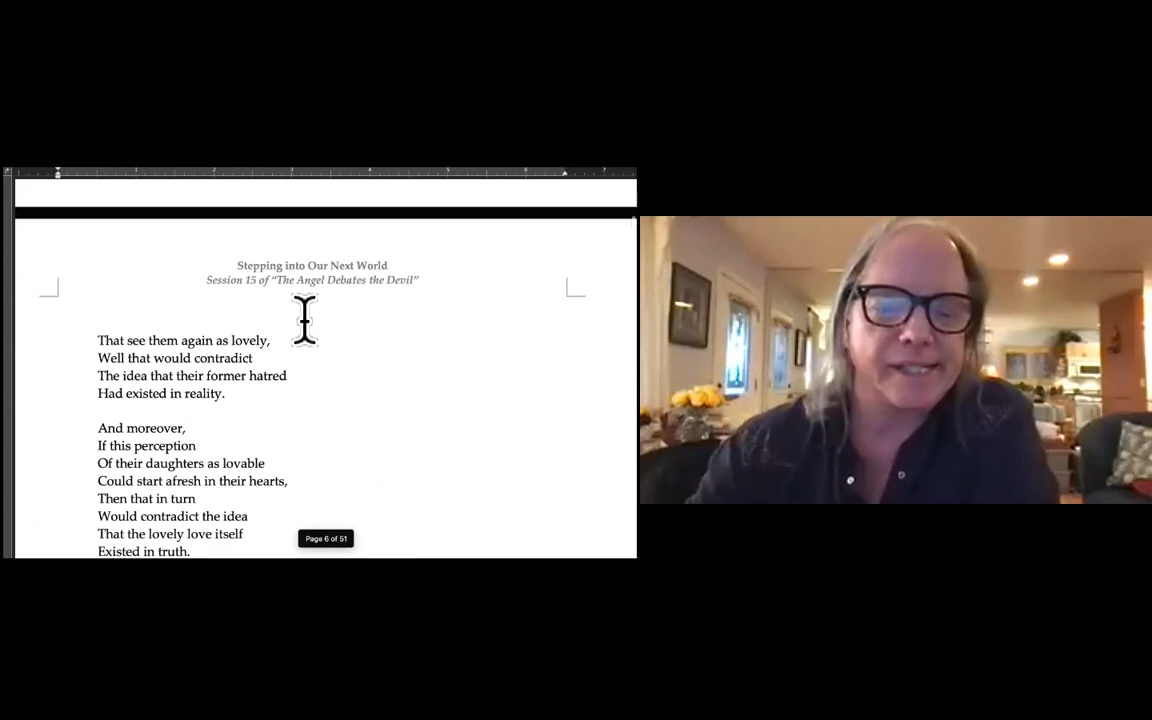 Stepping into Our Next World
Session 15 of “The Angel Debates the Devil”
That see them again as lovely,
Well that would contradict
The idea that their former hatred
Had existed in reality.
And moreover,
If this perception
Of their daughters as lovable
Could start afresh in their hearts,
Then that in turn
Would contradict the idea
That the lovely love itself
Existed in truth.
Page 6 of 51